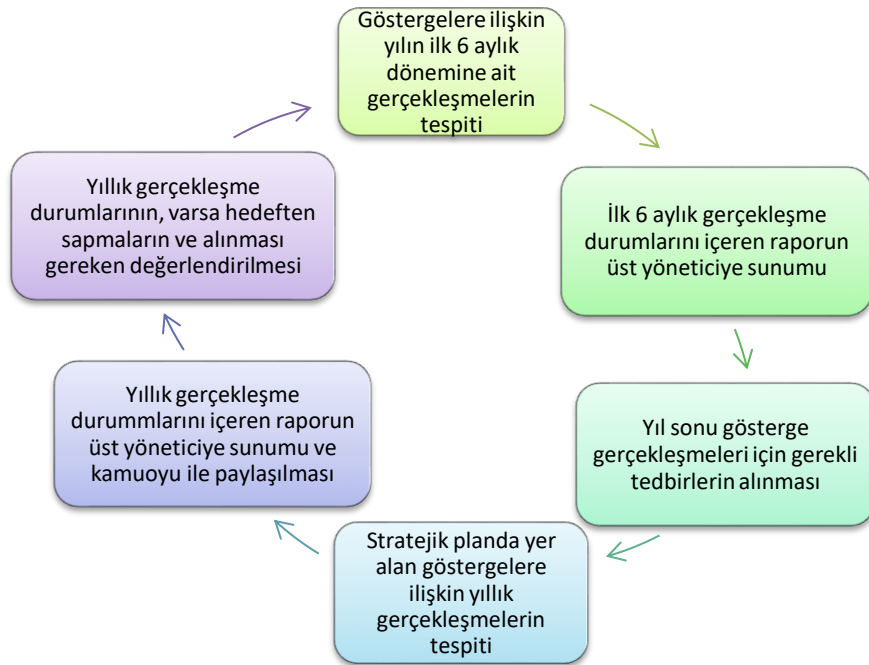 Göstergelere ilişkin
yılın ilk 6 aylık
dönemine ait
gerçekleşmelerin
tespiti
İlk 6 aylık gerçekleşme
durumlarını içeren raporun
üst yöneticiye sunumu
Yıl sonu gösterge
gerçekleşmeleri için gerekli
tedbirlerin alınması
Stratejik planda yer
alan göstergelere
ilişkin yıllık
gerçekleşmelerin
tespiti
Yıllık gerçekleşme
durummlarını içeren raporun
üst yöneticiye sunumu ve
kamuoyu ile paylaşılması
Yıllık gerçekleşme
durumlarının, varsa hedeften
sapmaların ve alınması
gereken değerlendirilmesi